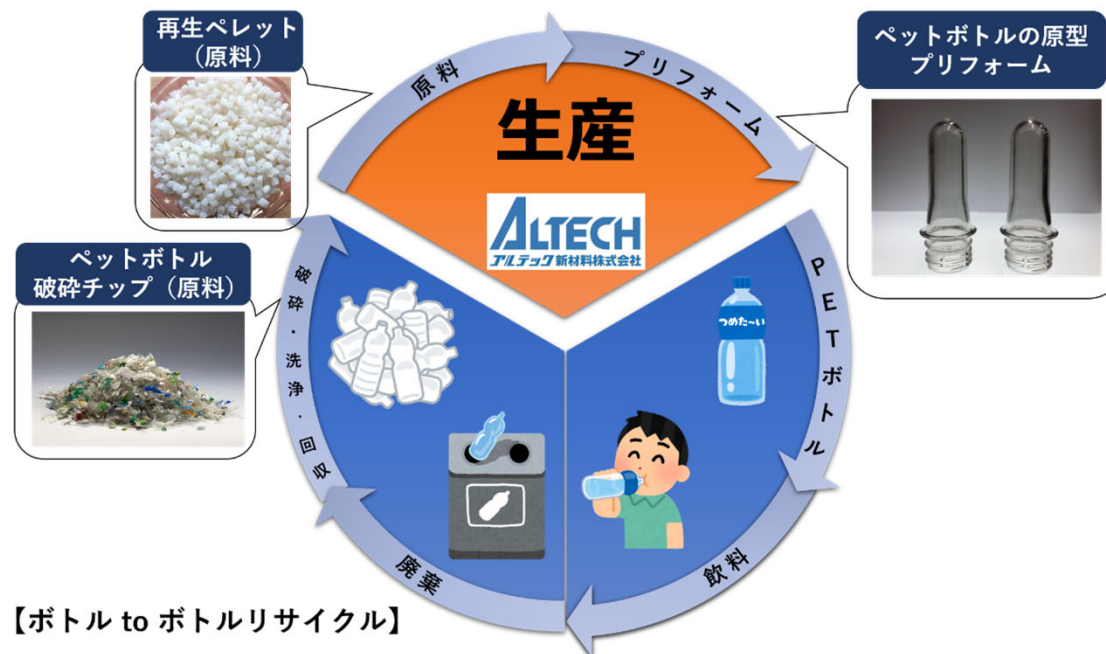 再生ペレット
（原料）
原料
プリフォーム
ペットボトルの原型
プリフォーム
生産
ALTECH
アルテック新材料株式会社
ペットボトル
破砕チップ（原料）
破砕・洗浄・回収
つめた～い
PETボトル
飲料
廃棄
【ボトル to ボトルリサイクル】